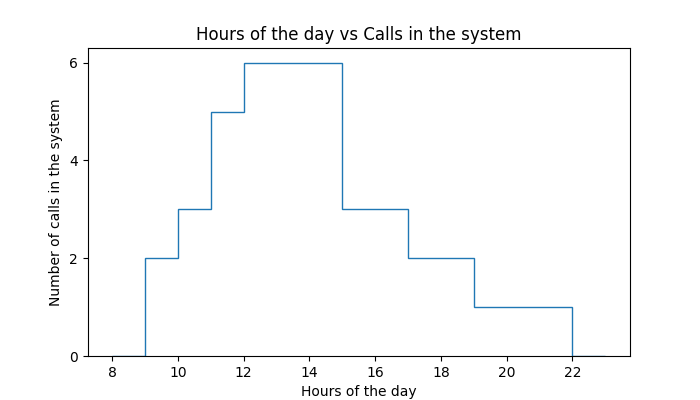 Hours of the day vs Calls in the system
6
4
2
0
Number of calls in the system
8 10 12 14 16 18 20 22
Hours of the day